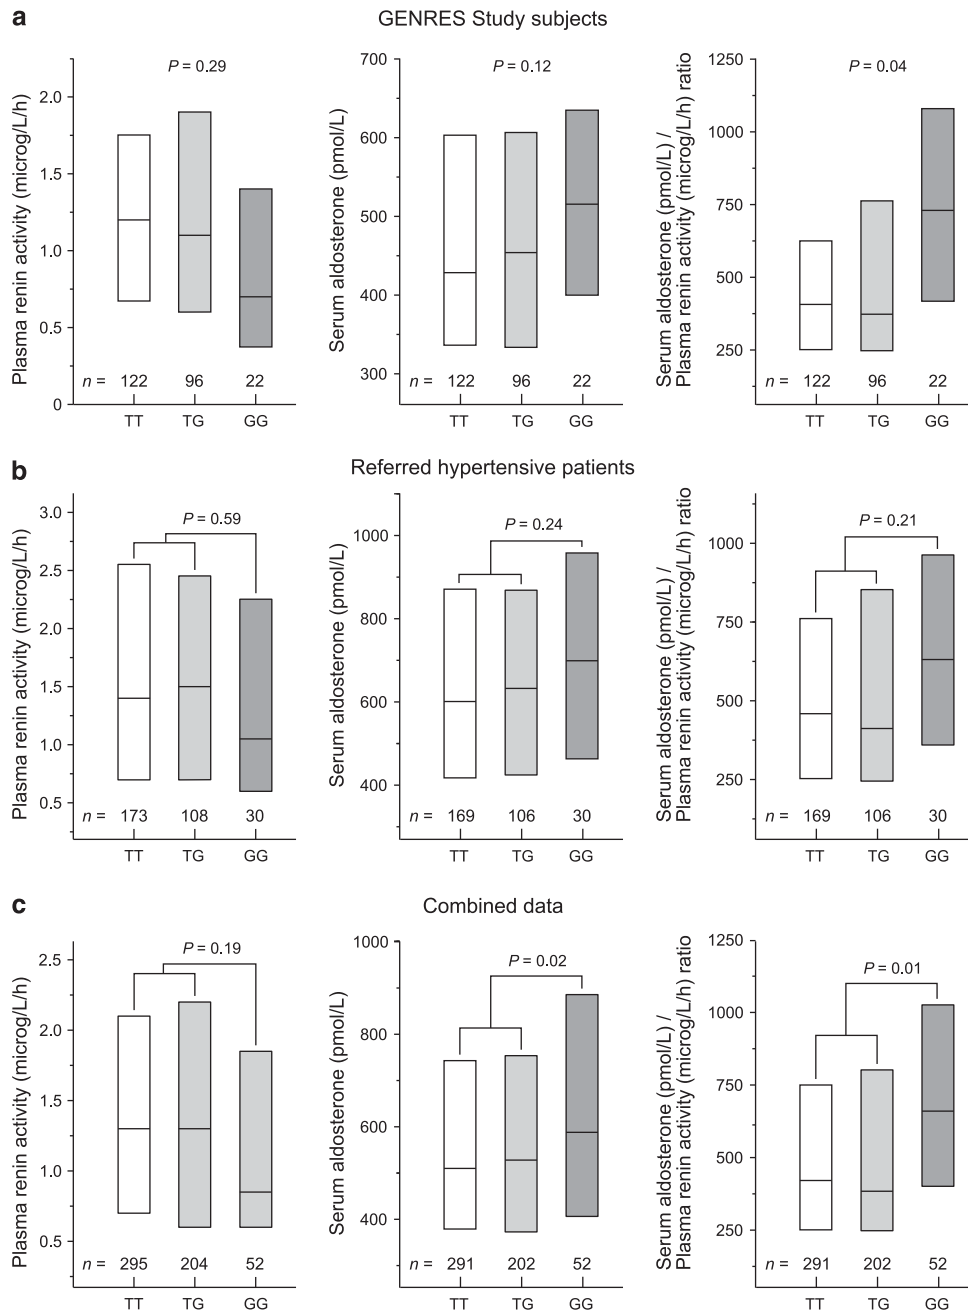 a
GENRES Study subjects
Plasma renin activity (microg/L/h)
2.0
1.5
1.0
0.5
0
P = 0.29
n = 122 96 22
TT TG GG
Serum aldosterone (pmol/L)
700
600
500
400
300
P = 0.12
122 96 22
TT TG GG
Serum aldosterone (pmol/L) /
Plasma renin activity (microg/L/h) ratio
1250
1000
750
500
250
P = 0.04
n = 122 96 22
TT TG GG
b
Referred hypertensive patients
Plasma renin activity (microg/L/h)
3.0
2.5
2.0
1.5
1.0
0.5
P = 0.59
n = 173 108 30
TT TG GG
Serum aldosterone (pmol/L)
1000
800
600
400
P = 0.24
n = 169 106 30
TT TG GG
Serum aldosterone (pmol/L) /
Plasma renin activity (microg/L/h) ratio
1000
750
500
250
P = 0.21
n = 169 106 30
TT TG GG
c
Combined data
Plasma renin activity (microg/L/h)
2.5
2.0
1.5
1.0
0.5
P = 0.19
n = 295 204 52
TT TG GG
Serum aldosterone (pmol/L)
1000
800
600
400
P = 0.02
n = 291 202 52
TT TG GG
Serum aldosterone (pmol/L) /
Plasma renin activity (microg/L/h) ratio
1250
1000
750
500
250
P = 0.01
n = 291 202 52
TT TG GG